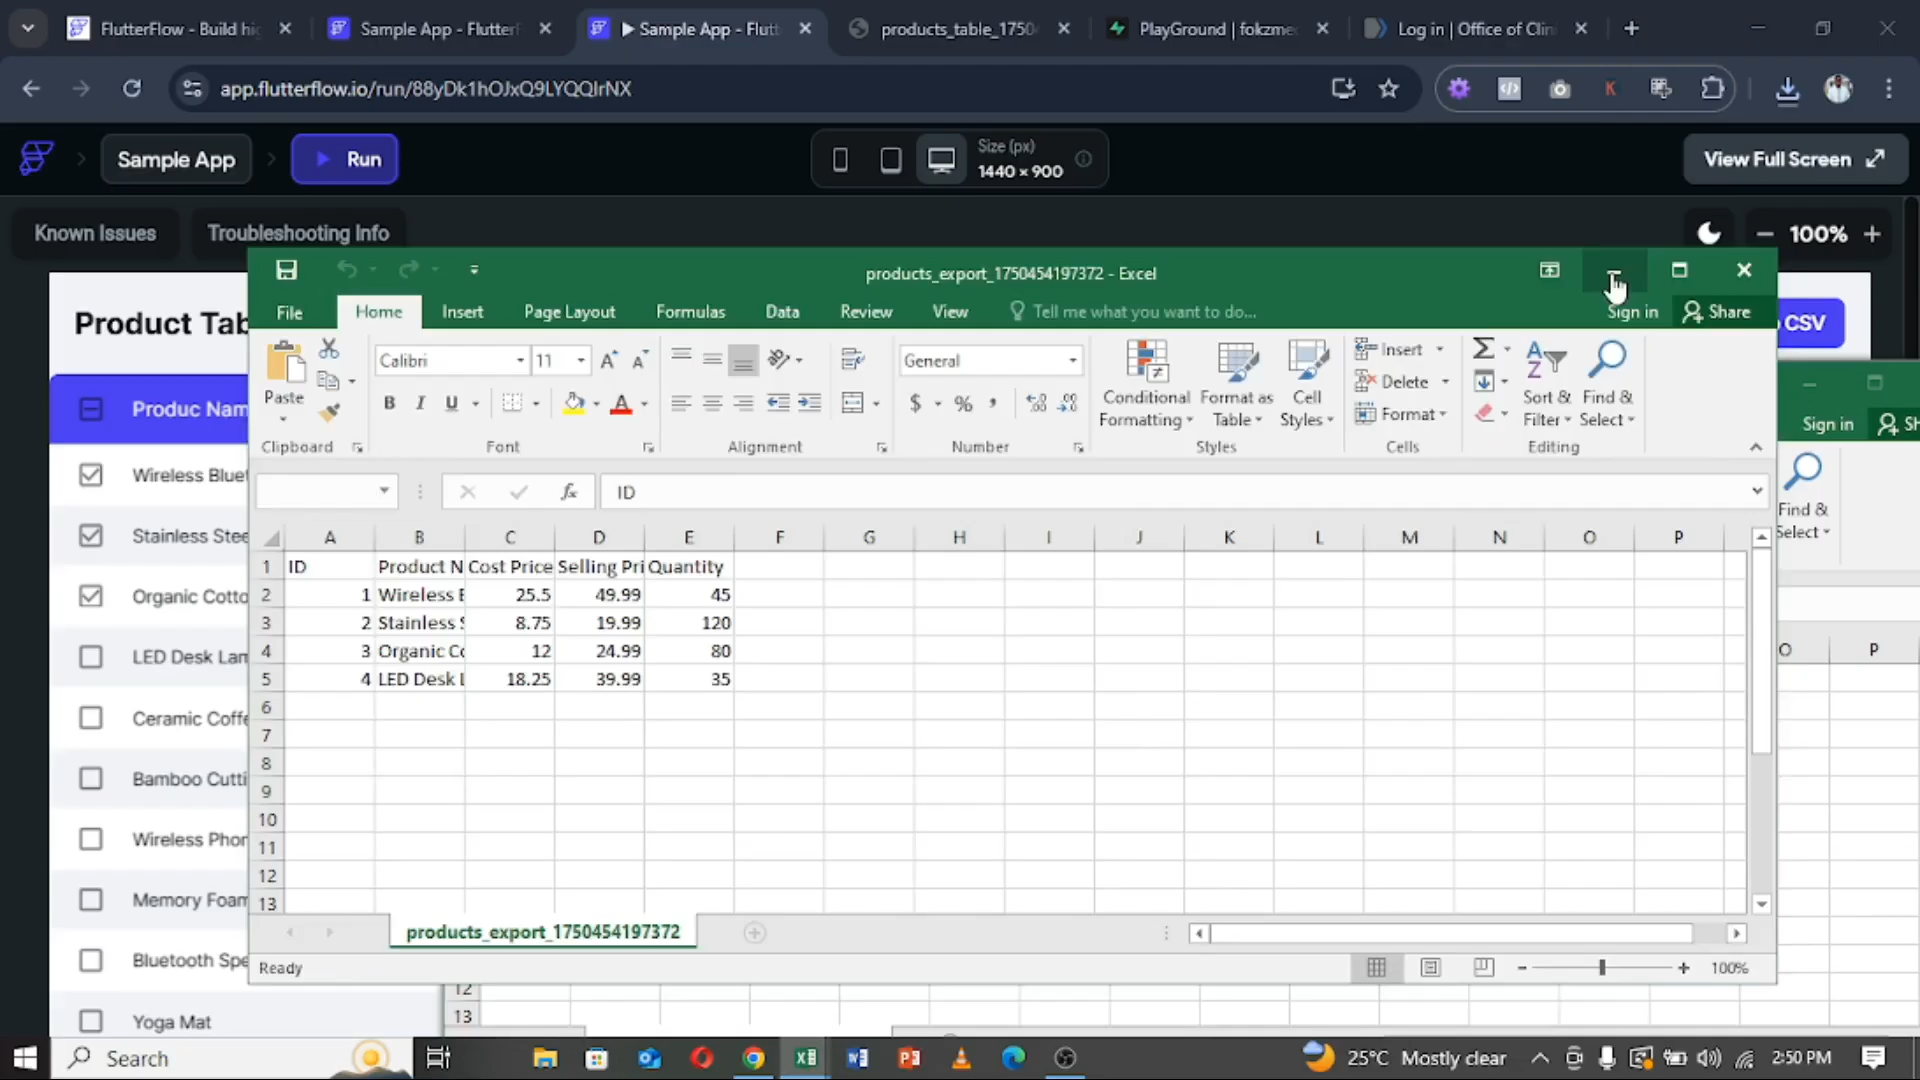 FlutterFlow - Build hi
Sample App - Flutterf
▶ Sample App - Flutt
products_table_1750
PlayGround | fokzmed
Log in | Office of Clini
app.flutterflow.io/run/88yDk1hOJxQ9LYQQIrNX
Sample App
Run
Size (px)
1440 × 900
View Full Screen
Known Issues
Troubleshooting Info
100%
Product Tab
CSV
products_export_1750454197372 - Excel
File
Home
Insert
Page Layout
Formulas
Data
Review
View
Tell me what you want to do...
Sign in
Share
Paste
Clipboard
Calibri
11
B I U
Font
Alignment
General
$ % ,
Number
Conditional
Formatting
Format as
Table
Cell
Styles
Styles
Insert
Delete
Format
Cells
Sort &
Filter
Find &
Select
Editing
Sign in
Sh
Find &
Select
fx
ID
A B C D E F G H I J K L M N O P
1 ID Product N Cost Price Selling Pri Quantity
2 1 Wireless B 25.5 49.99 45
3 2 Stainless S 8.75 19.99 120
4 3 Organic Co 12 24.99 80
5 4 LED Desk L 18.25 39.99 35
6
7
8
9
10
11
12
13
products_export_1750454197372
Ready
100%
O P
12
13
Produc Nam
Wireless Bluet
Stainless Stee
Organic Cotto
LED Desk Lam
Ceramic Coffe
Bamboo Cutti
Wireless Phon
Memory Foam
Bluetooth Spe
Yoga Mat
Search
25°C Mostly clear
2:50 PM